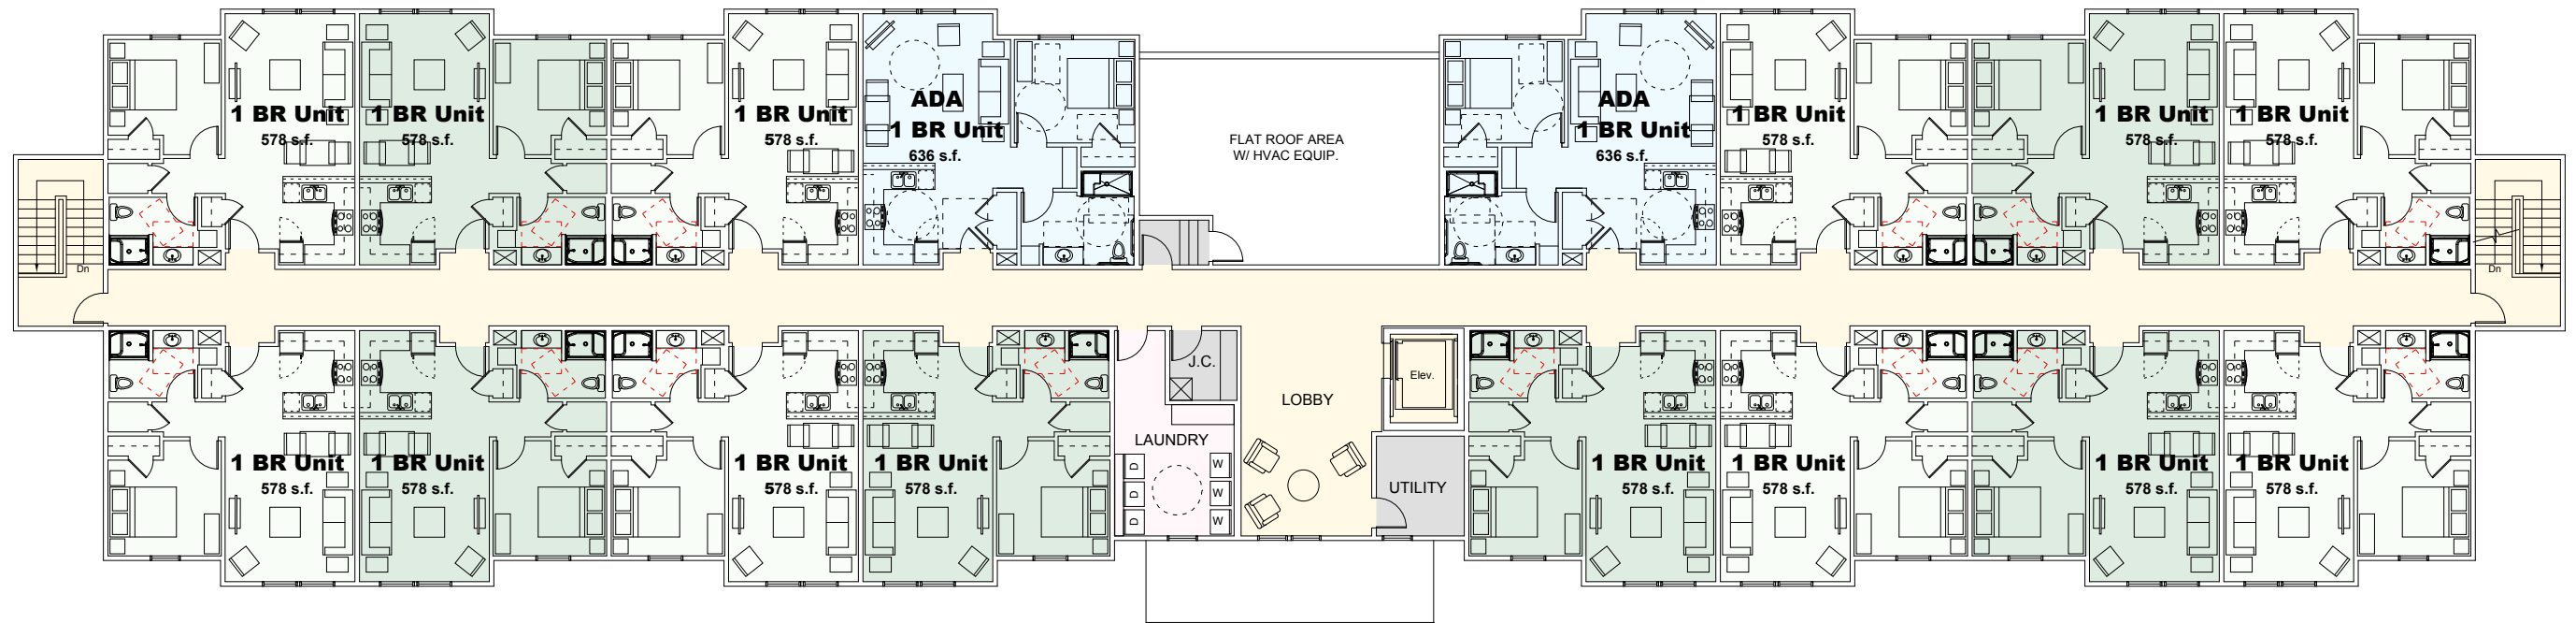 1 BR Unit
578 s.f.
1 BR Unit
578 s.f.
1 BR Unit
578 s.f.
ADA
1 BR Unit
636 s.f.
FLAT ROOF AREA
W/ HVAC EQUIP.
ADA
1 BR Unit
636 s.f.
1 BR Unit
578 s.f.
1 BR Unit
578 s.f.
1 BR Unit
578 s.f.
Dn
Dn
J.C.
Elev.
LOBBY
LAUNDRY
1 BR Unit
578 s.f.
1 BR Unit
578 s.f.
1 BR Unit
578 s.f.
1 BR Unit
578 s.f.
D
D
D
W
W
W
UTILITY
1 BR Unit
578 s.f.
1 BR Unit
578 s.f.
1 BR Unit
578 s.f.
1 BR Unit
578 s.f.